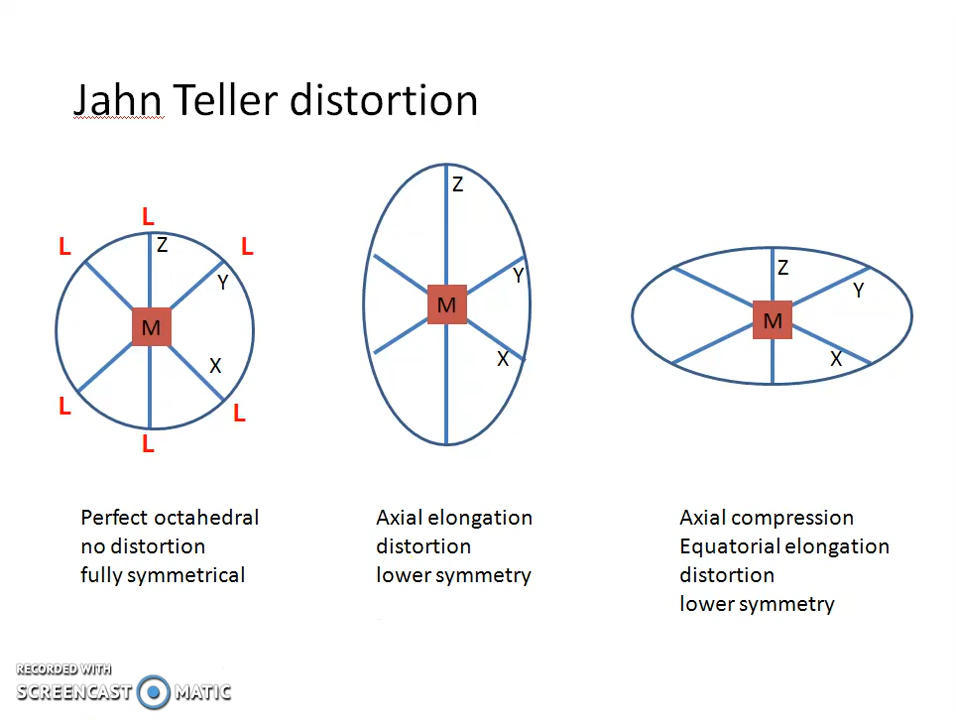 Jahn Teller distortion
L
L
L
Z
Y
M
X
L
L
L
Z
Y
M
X
Z
Y
M
X
Perfect octahedral
no distortion
fully symmetrical
Axial elongation
distortion
lower symmetry
Axial compression
Equatorial elongation
distortion
lower symmetry
RECORDED WITH
SCREENCAST MATIC